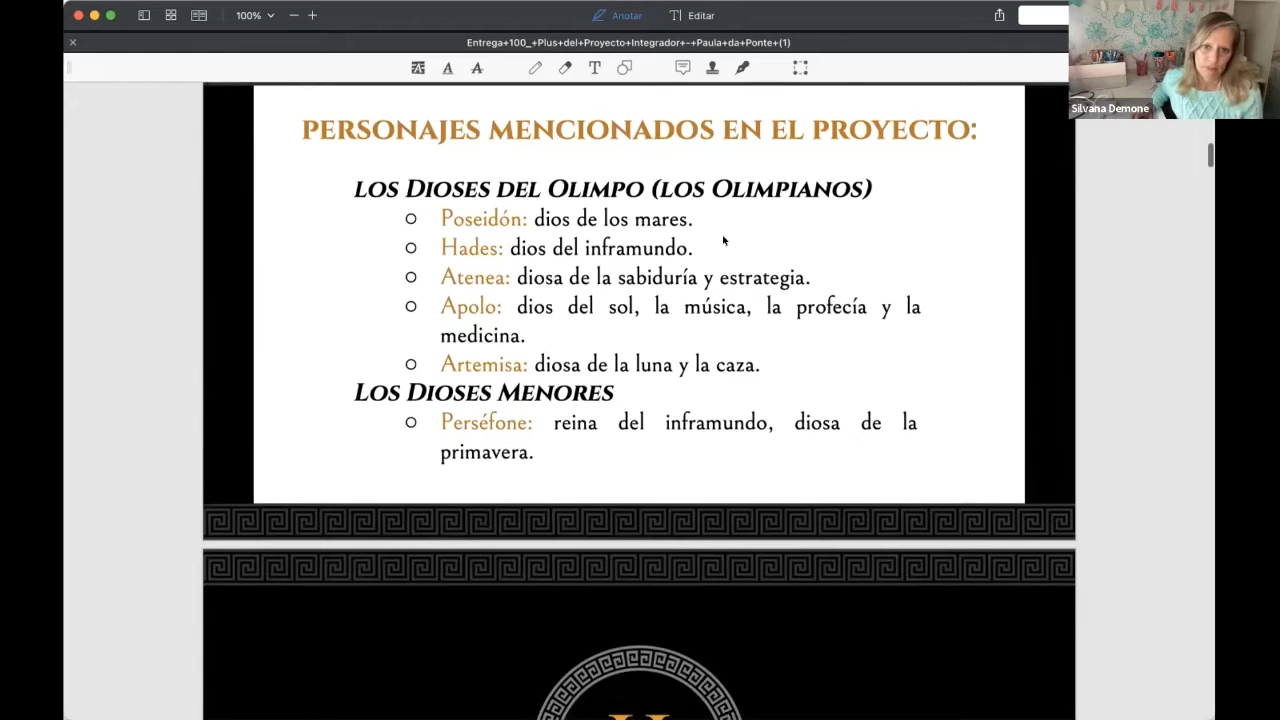 100%
Anotar
Editar
Entrega+100_+Plus+del+Proyecto+Integrador+-+Paula+da+Ponte+(1)
Silvana Demone
PERSONAJES MENCIONADOS EN EL PROYECTO:
LOS DIOSES DEL OLIMPO (LOS OLIMPIANOS)
Poseidón: dios de los mares.
Hades: dios del inframundo.
Atenea: diosa de la sabiduría y estrategia.
Apolo: dios del sol, la música, la profecía y la
medicina.
Artemisa: diosa de la luna y la caza.
LOS DIOSES MENORES
Perséfone: reina del inframundo, diosa de la
primavera.